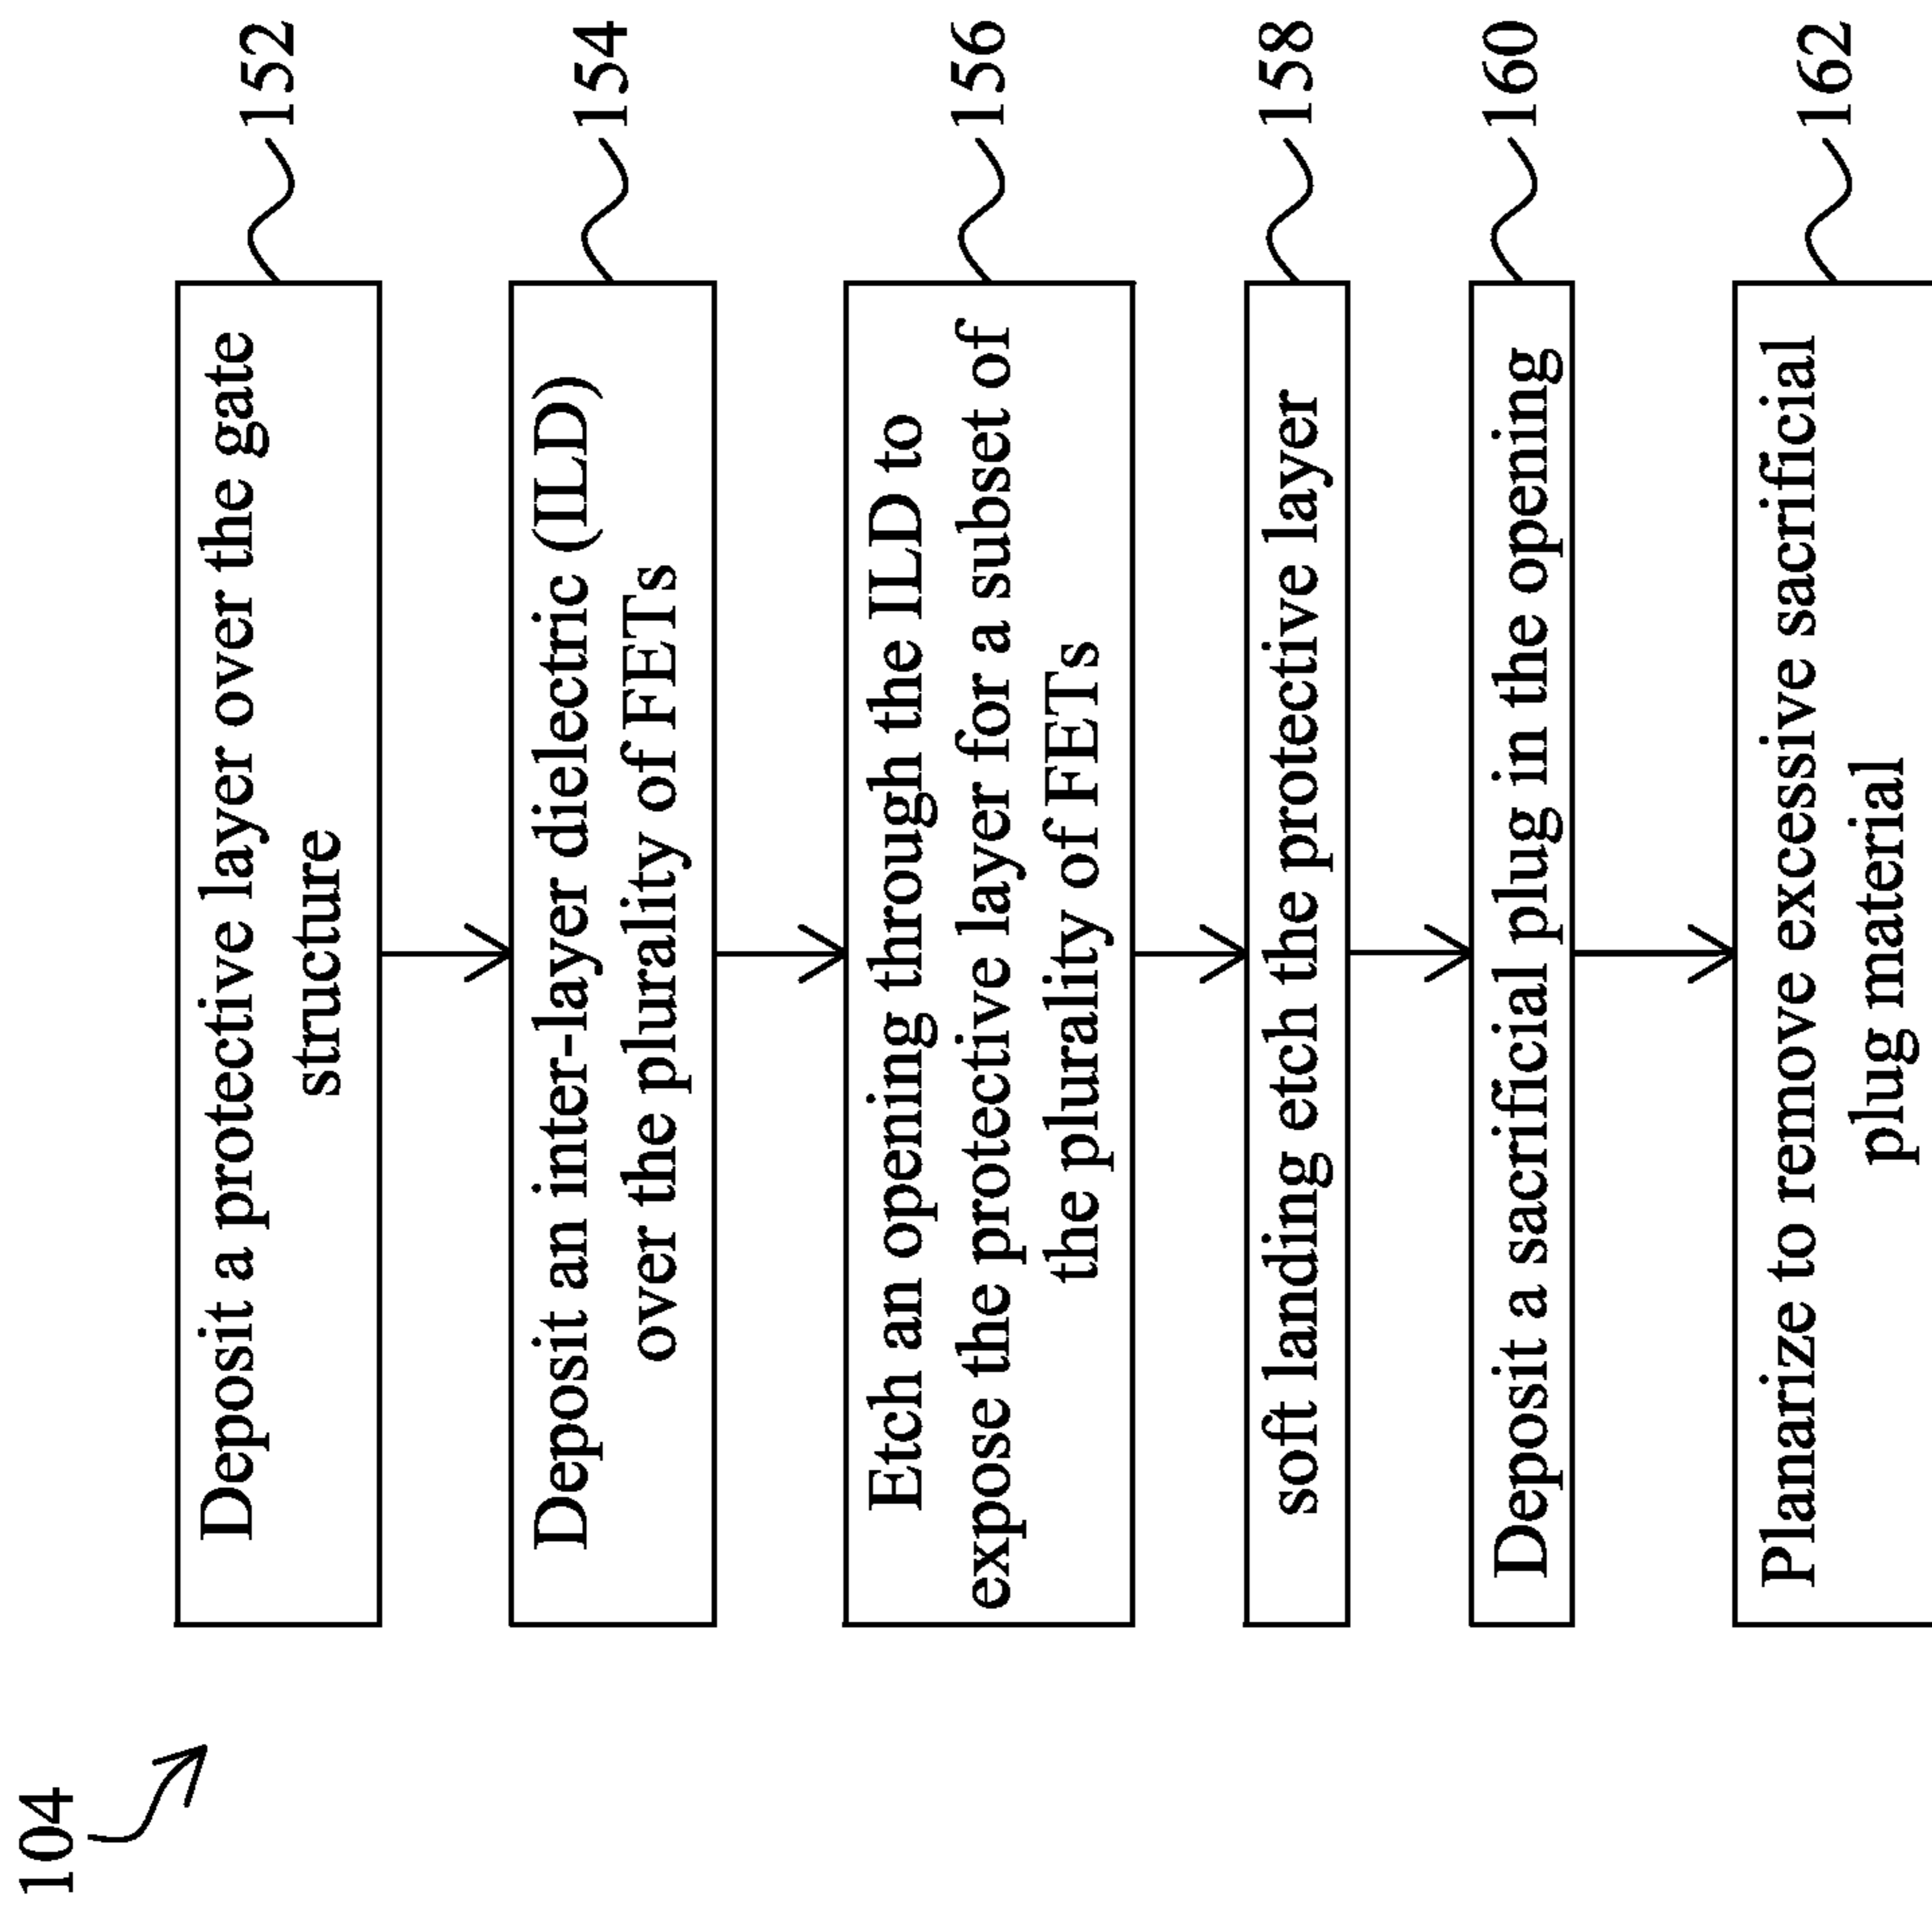 104
Deposit a protective layer over the gate
structure
152
Deposit an inter-layer dielectric (ILD)
over the plurality of FETs
154
Etch an opening through the ILD to
expose the protective layer for a subset of
the plurality of FETs
156
soft landing etch the protective layer
158
Deposit a sacrificial plug in the opening
160
Planarize to remove excessive sacrificial
plug material
162